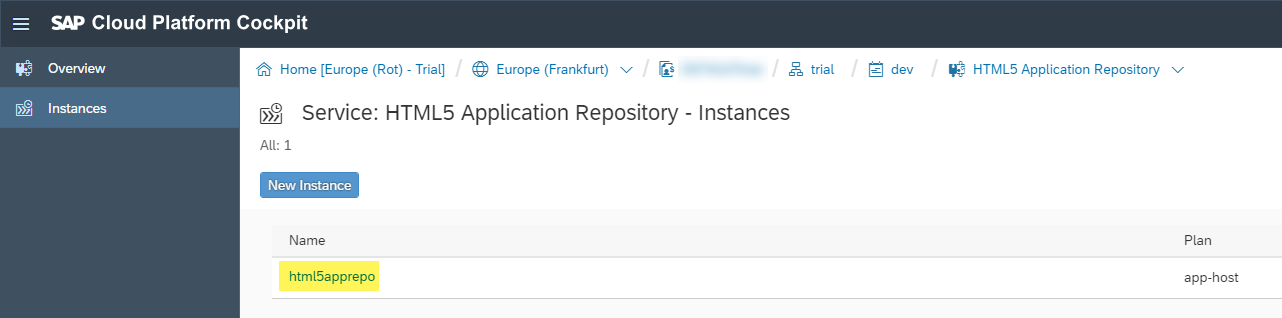 SAP Cloud Platform Cockpit
Overview
Instances
Home [Europe (Rot) - Trial] / Europe (Frankfurt) / / trial / dev / HTML5 Application Repository
Service: HTML5 Application Repository - Instances
All: 1
New Instance
Name Plan
html5apprepo app-host